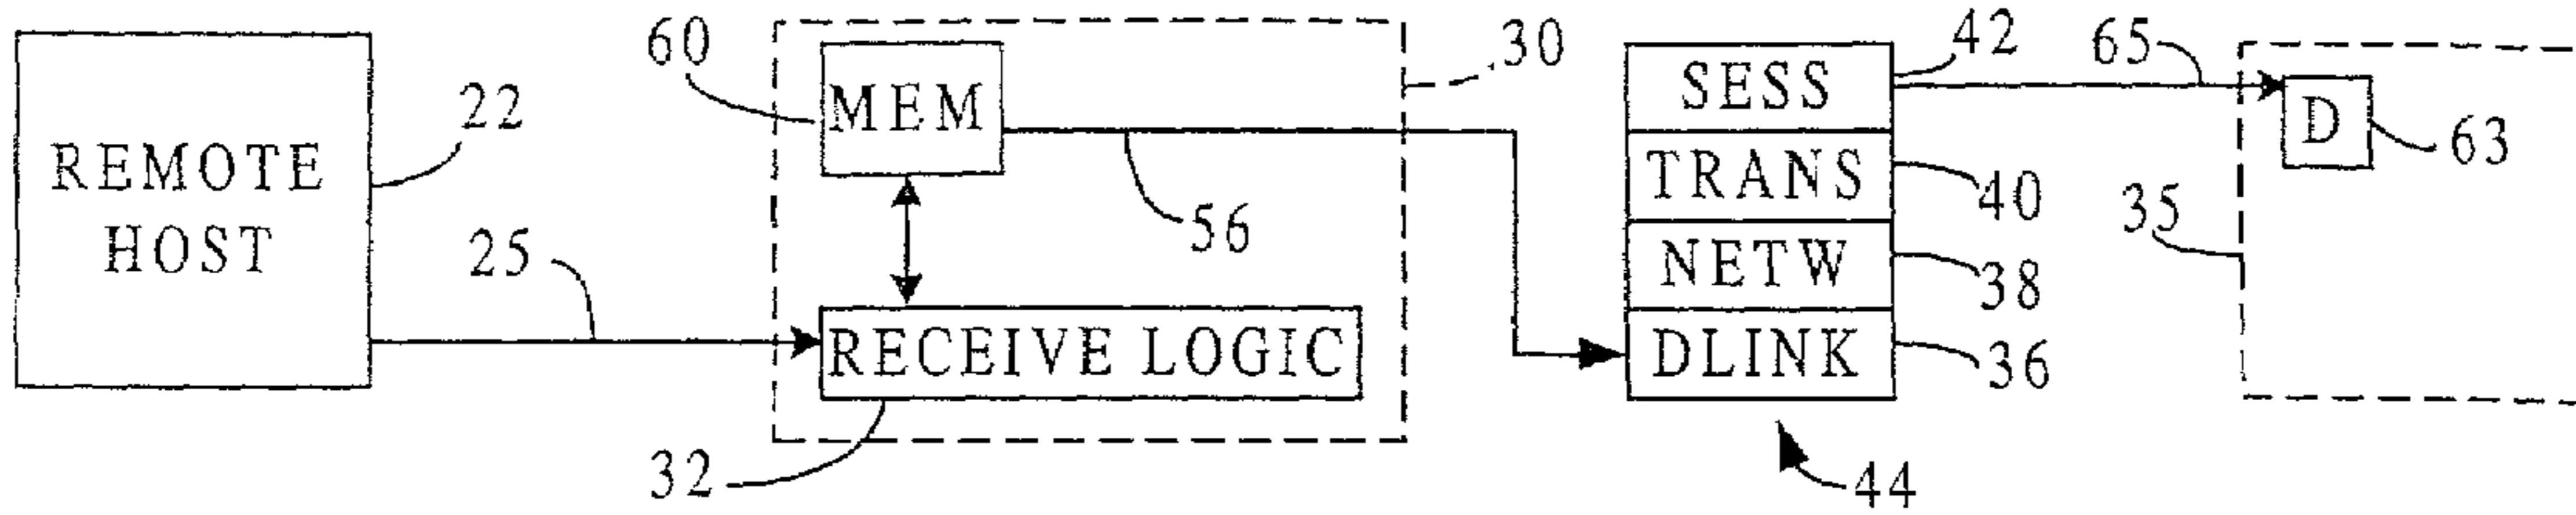 REMOTE
HOST
22
25
60
MEM
56
30
RECEIVE LOGIC
32
SESS
42
TRANS
40
NETW
38
DLINK
36
44
65
D
63
35